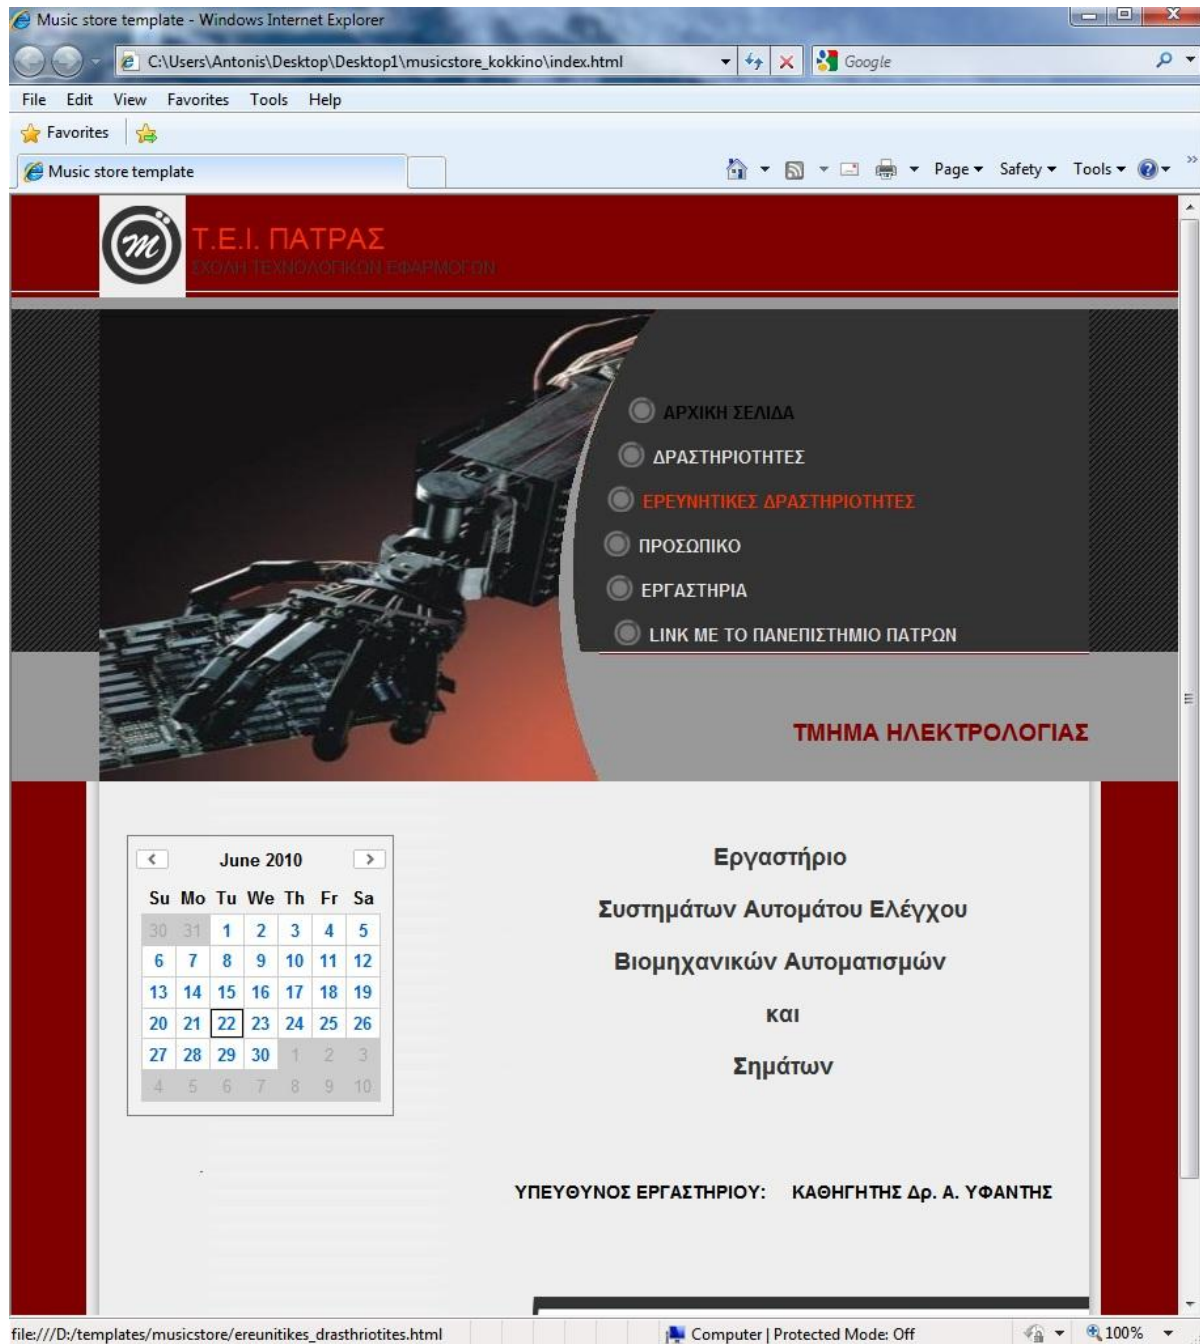 Music store template - Windows Internet Explorer
C:\Users\Antonis\Desktop\Desktop1\musicstore_kokkino\index.html
Google
File Edit View Favorites Tools Help
Favorites
Music store template
Page Safety Tools
m
Τ.Ε.Ι. ΠΑΤΡΑΣ
ΣΧΟΛΗ ΤΕΧΝΟΛΟΓΙΚΩΝ ΕΦΑΡΜΟΓΩΝ
ΑΡΧΙΚΗ ΣΕΛΙΔΑ
ΔΡΑΣΤΗΡΙΟΤΗΤΕΣ
ΕΡΕΥΝΗΤΙΚΕΣ ΔΡΑΣΤΗΡΙΟΤΗΤΕΣ
ΠΡΟΣΩΠΙΚΟ
ΕΡΓΑΣΤΗΡΙΑ
LINK ΜΕ ΤΟ ΠΑΝΕΠΙΣΤΗΜΙΟ ΠΑΤΡΩΝ
ΤΜΗΜΑ ΗΛΕΚΤΡΟΛΟΓΙΑΣ
June 2010
Su Mo Tu We Th Fr Sa
30 31 1 2 3 4 5
6 7 8 9 10 11 12
13 14 15 16 17 18 19
20 21 22 23 24 25 26
27 28 29 30 1 2 3
4 5 6 7 8 9 10
Εργαστήριο
Συστημάτων Αυτομάτου Ελέγχου
Βιομηχανικών Αυτοματισμών
και
Σημάτων
ΥΠΕΥΘΥΝΟΣ ΕΡΓΑΣΤΗΡΙΟΥ: ΚΑΘΗΓΗΤΗΣ Δρ. Α. ΥΦΑΝΤΗΣ
file:///D:/templates/musicstore/ereunitikes_drasthriotites.html
Computer | Protected Mode: Off
100%